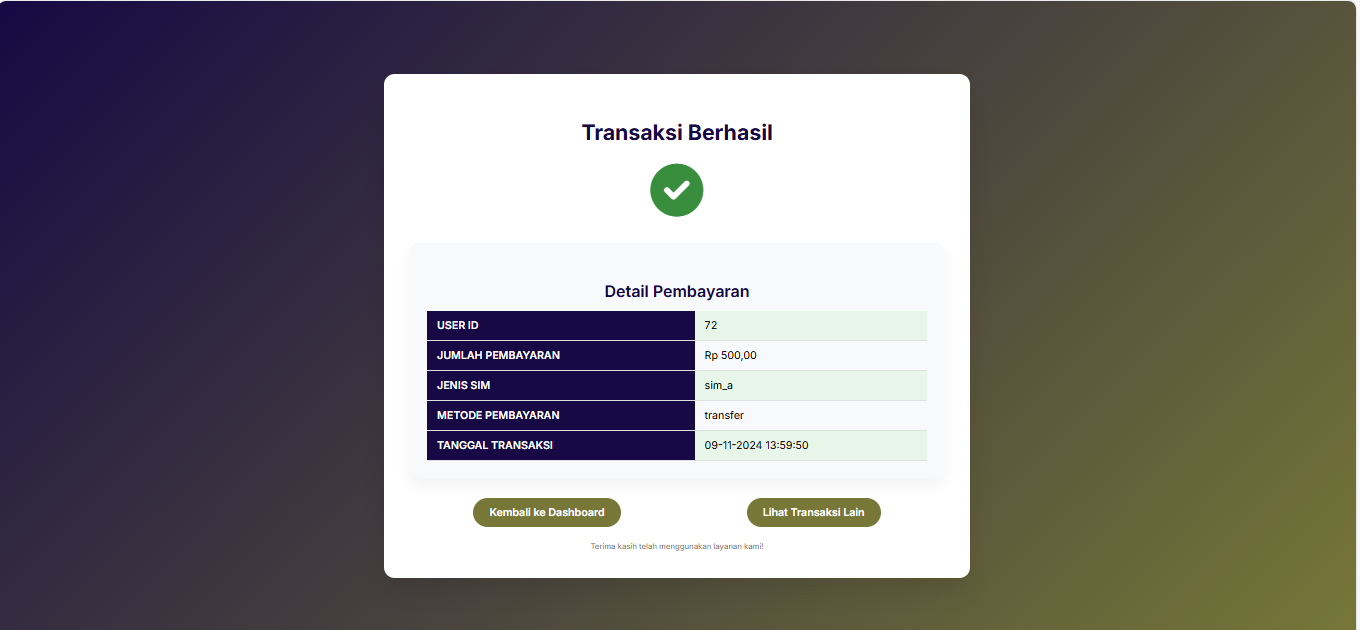 Transaksi Berhasil
Detail Pembayaran
USER ID 72
JUMLAH PEMBAYARAN Rp 500,00
JENIS SIM sim_a
METODE PEMBAYARAN transfer
TANGGAL TRANSAKSI 09-11-2024 13:59:50
Kembali ke Dashboard Lihat Transaksi Lain
Terima kasih telah menggunakan layanan kami!